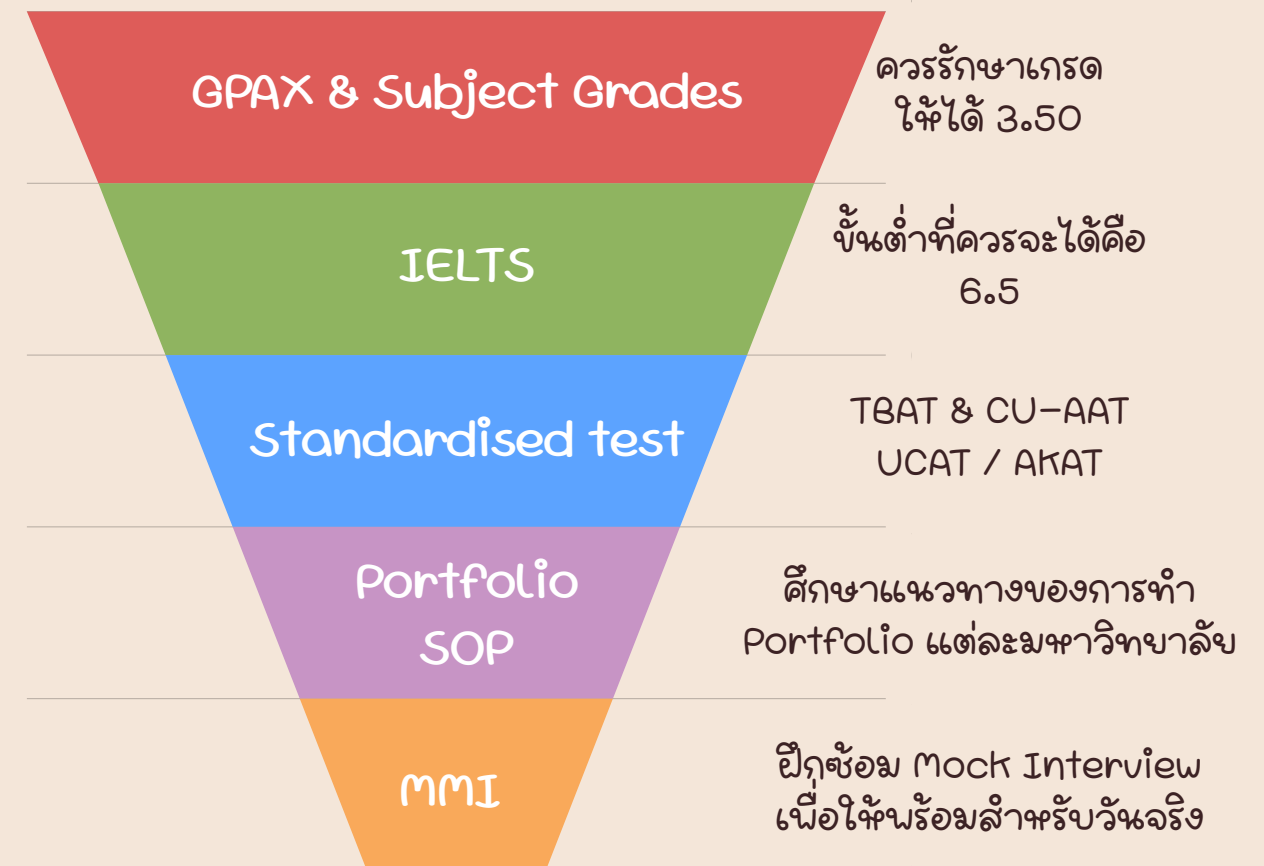 GPAX & Subject Grades
ควรรักษาเกรด
ให้ได้ 3.50
IELTS
ขั้นต่ำที่ควรจะได้คือ
6.5
Standardised test
TBAT & CU-AAT
UCAT / AKAT
Portfolio
SOP
ศึกษาแนวทางของการทำ
Portfolio แต่ละมหาวิทยาลัย
MMI
ฝึกซ้อม Mock Interview
เพื่อให้พร้อมสำหรับวันจริง